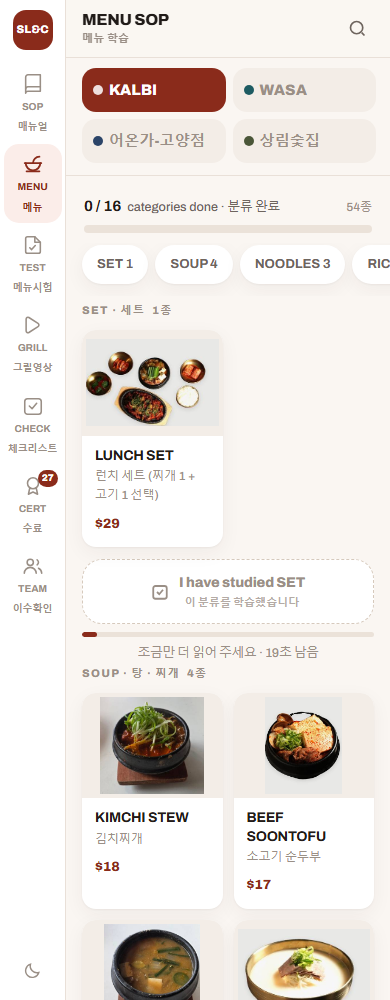 SL&C
MENU SOP
메뉴 학습
SOP
매뉴얼
MENU
메뉴
TEST
메뉴시험
GRILL
그릴영상
CHECK
체크리스트
27
CERT
수료
TEAM
이수확인
KALBI
WASA
어온가-고양점
상림숯집
0 / 16 categories done · 분류 완료
54종
SET 1
SOUP 4
NOODLES 3
RIC
SET · 세트 1종
LUNCH SET
런치 세트 (찌개 1 +
고기 1 선택)
$29
I have studied SET
이 분류를 학습했습니다
조금만 더 읽어 주세요 · 19초 남음
SOUP · 탕 · 찌개 4종
KIMCHI STEW
김치찌개
$18
BEEF
SOONTOFU
소고기 순두부
$17